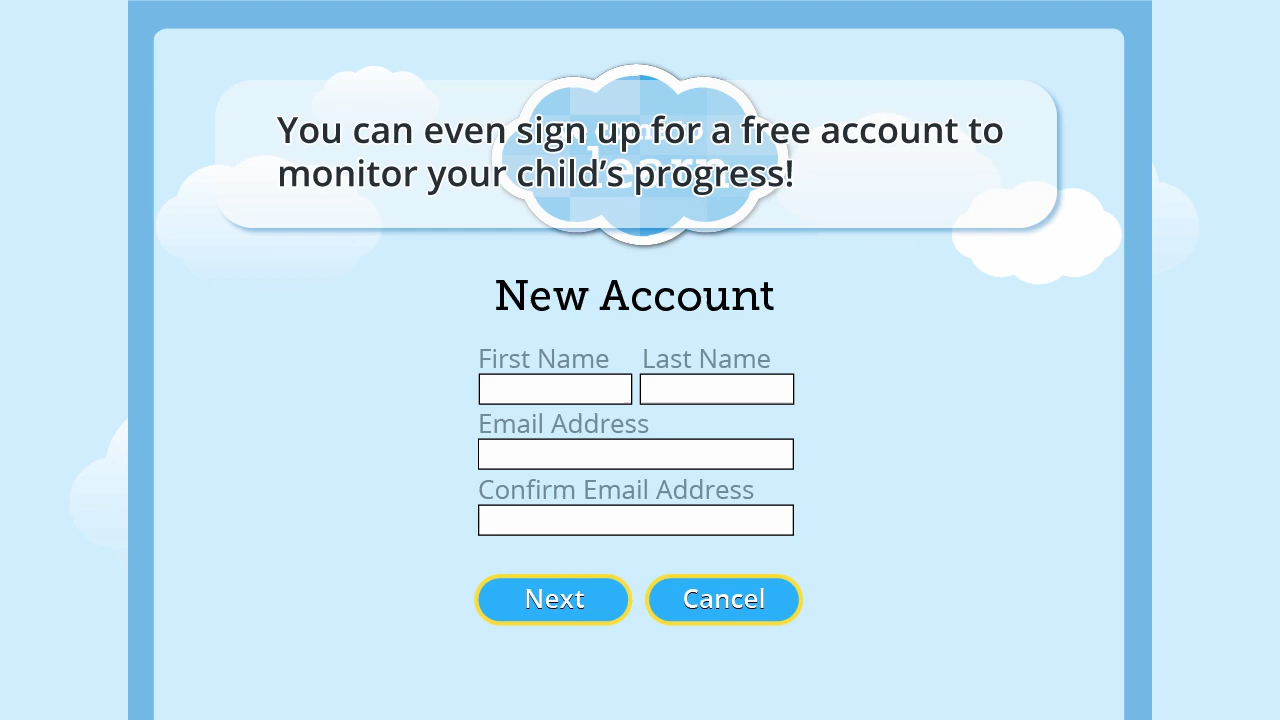 You can even sign up for a free account to
monitor your child's progress!
learn
New Account
First Name Last Name
Email Address
Confirm Email Address
Next Cancel